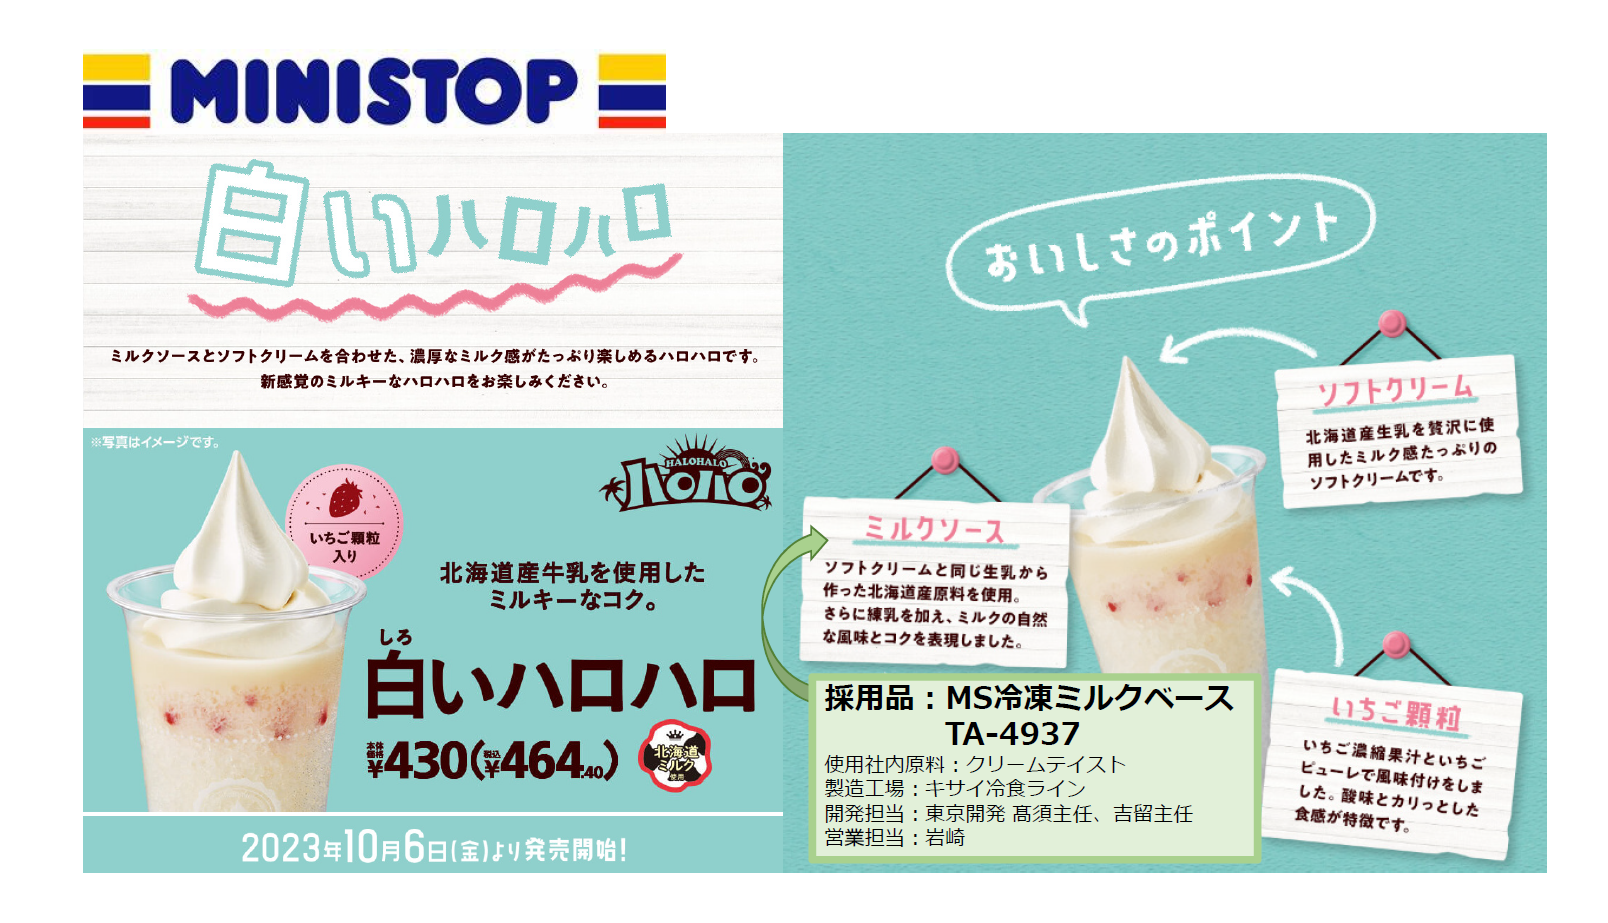 MINISTOP
白いハロハロ
ミルクソースとソフトクリームを合わせた、濃厚なミルク感がたっぷり楽しめるハロハロです。
新感覚のミルキーなハロハロをお楽しみください。
※写真はイメージです。
いちご顆粒
入り
HALOHALO
ハロハロ
北海道産牛乳を使用した
ミルキーなコク。
しろ
白いハロハロ
本体価格¥430(税込¥464.40)
北海道
ミルク
使用
2023年10月6日(金)より発売開始!
おいしさのポイント
ソフトクリーム
北海道産生乳を贅沢に使
用したミルク感たっぷりの
ソフトクリームです。
ミルクソース
ソフトクリームと同じ生乳から
作った北海道産原料を使用。
さらに練乳を加え、ミルクの自然
な風味とコクを表現しました。
いちご顆粒
いちご濃縮果汁といちご
ピューレで風味付けをしま
した。酸味とカリっとした
食感が特徴です。
採用品：MS冷凍ミルクベース
TA-4937
使用社内原料：クリームテイスト
製造工場：キサイ冷食ライン
開発担当：東京開発 髙須主任、吉留主任
営業担当：岩崎